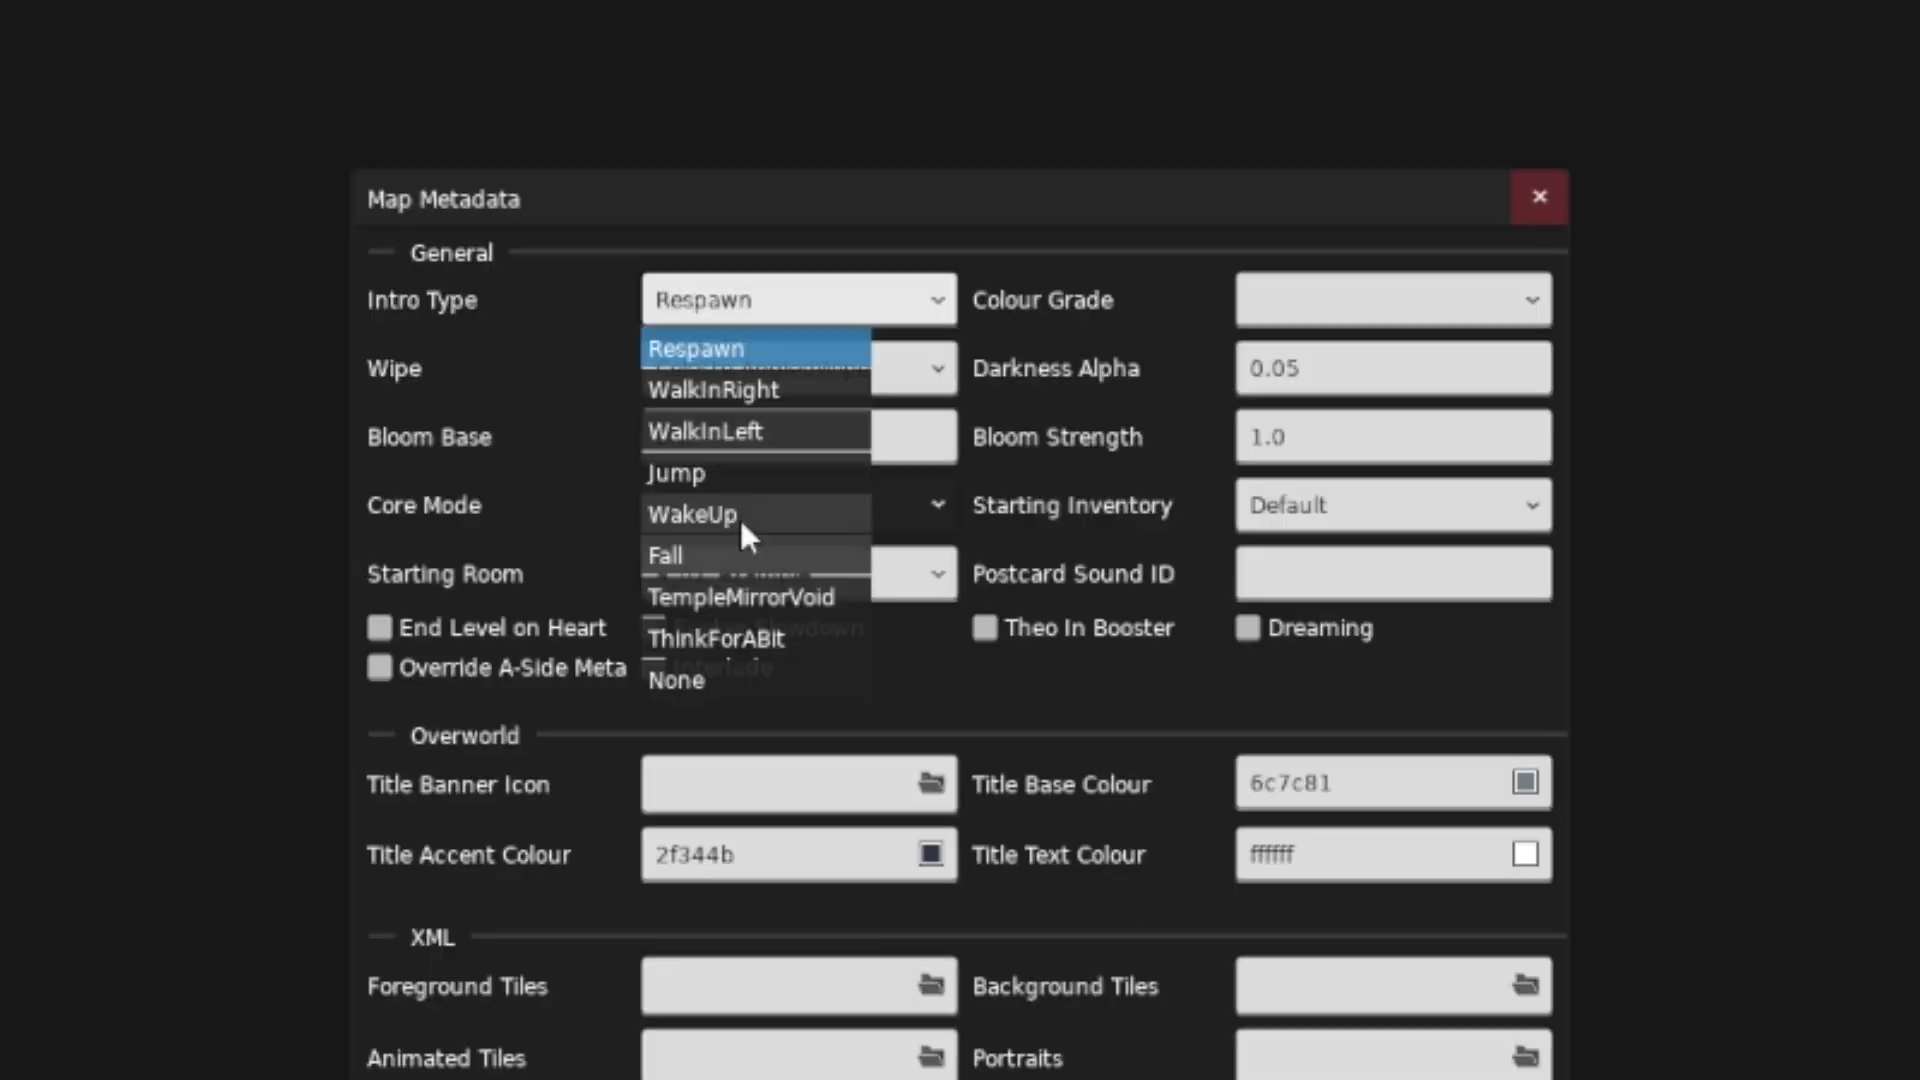 Map Metadata
General
Intro Type Respawn Colour Grade
Respawn
Wipe Darkness Alpha 0.05
WalkInRight
WalkInLeft
Bloom Base Bloom Strength 1.0
Jump
Core Mode WakeUp Starting Inventory Default
Fall
Starting Room Postcard Sound ID
TempleMirrorVoid
End Level on Heart Theo In Booster Dreaming
ThinkForABit
Override A-Side Meta Interlude
None
Overworld
Title Banner Icon Title Base Colour 6c7c81
Title Accent Colour 2f344b Title Text Colour ffffff
XML
Foreground Tiles Background Tiles
Animated Tiles Portraits